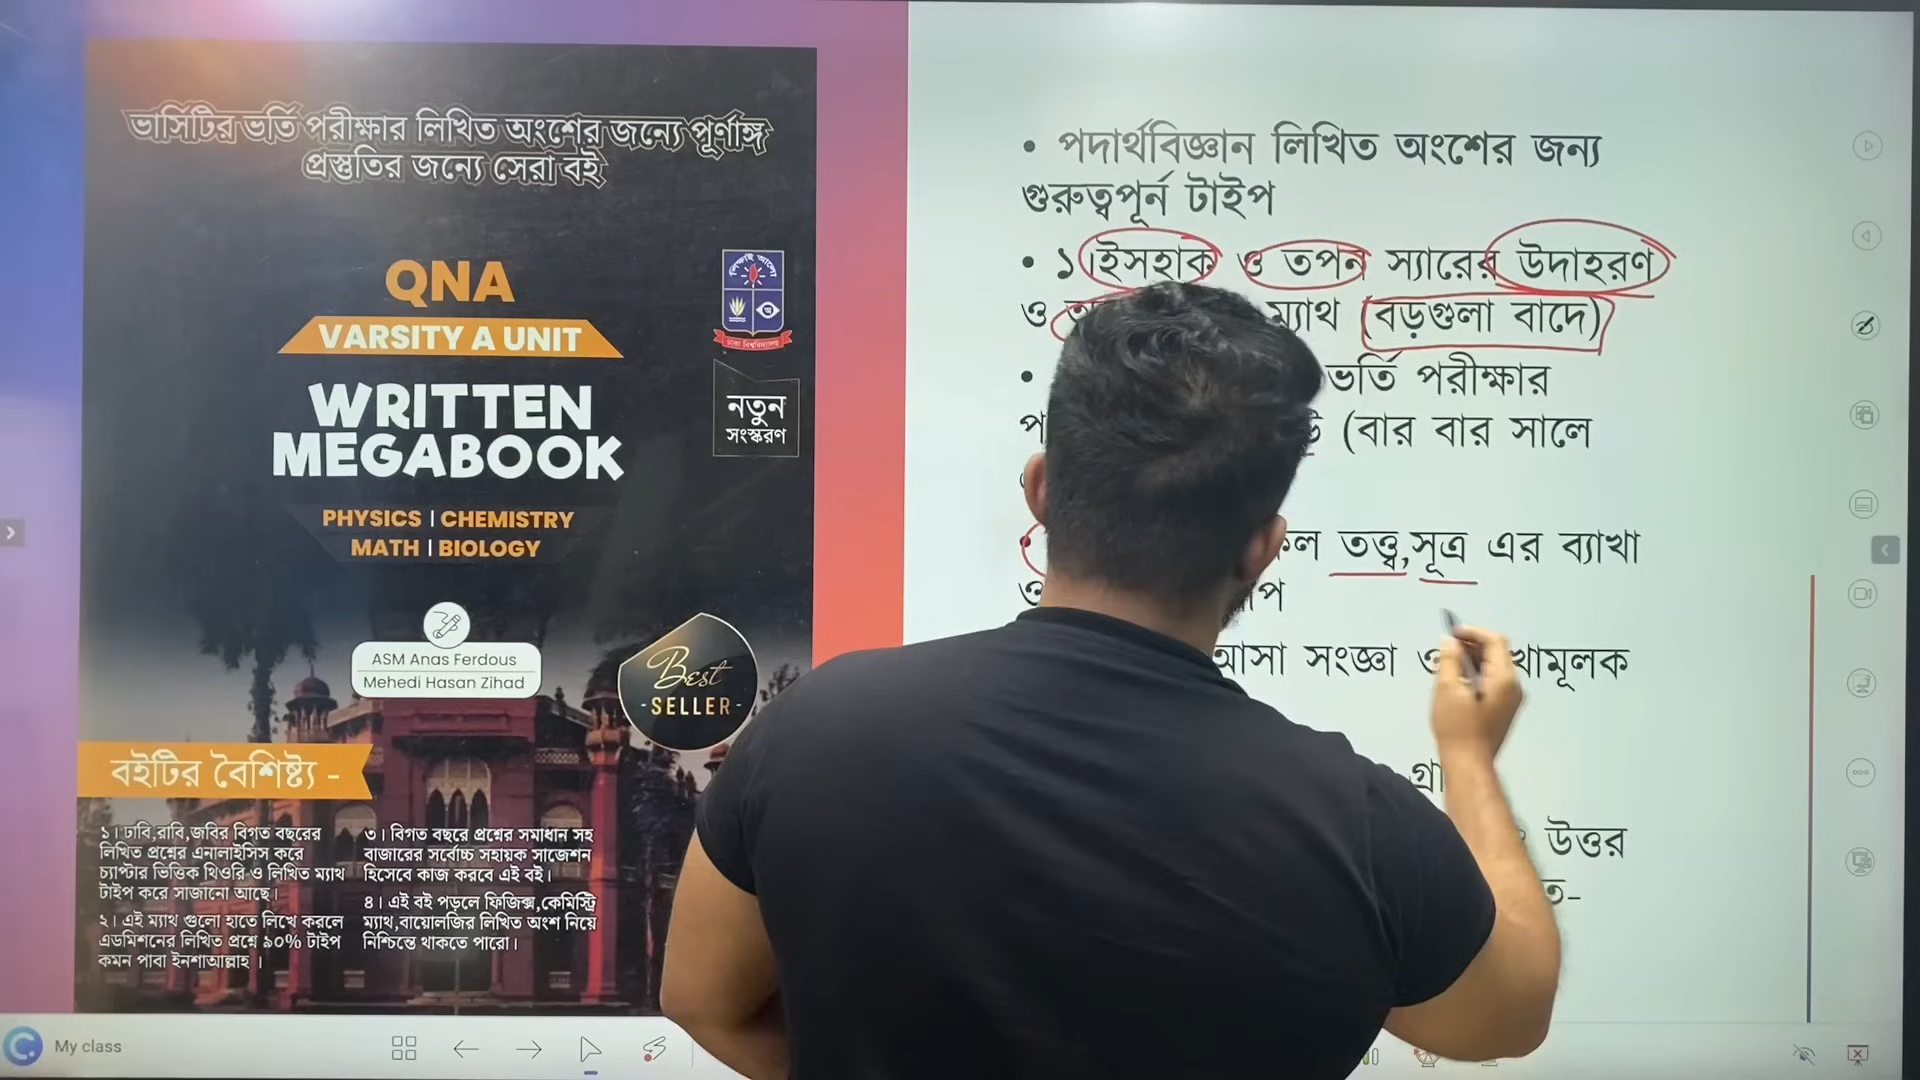 ভার্সিটির ভর্তি পরীক্ষার লিখিত অংশের জন্যে পূর্ণাঙ্গ
প্রস্তুতির জন্যে সেরা বই
QNA
VARSITY A UNIT
WRITTEN
MEGABOOK
নতুন
সংস্করণ
PHYSICS | CHEMISTRY
MATH | BIOLOGY
ASM Anas Ferdous
Mehedi Hasan Zihad
Best
-SELLER-
বইটির বৈশিষ্ট্য -
১। ঢাবি,রাবি,জবির বিগত বছরের
লিখিত প্রশ্নের এনালাইসিস করে
চ্যাপ্টার ভিত্তিক থিওরি ও লিখিত ম্যাথ
টাইপ করে সাজানো আছে।
২। এই ম্যাথ গুলো হাতে লিখে করলে
এডমিশনের লিখিত প্রশ্নে ৯০% টাইপ
কমন পাবা ইনশাআল্লাহ ।
৩। বিগত বছরে প্রশ্নের সমাধান সহ
বাজারের সর্বোচ্চ সহায়ক সাজেশন
হিসেবে কাজ করবে এই বই।
৪। এই বই পড়লে ফিজিক্স,কেমিস্ট্রি
ম্যাথ,বায়োলজির লিখিত অংশ নিয়ে
নিশ্চিন্তে থাকতে পারো।
• পদার্থবিজ্ঞান লিখিত অংশের জন্য
গুরুত্বপূর্ন টাইপ
• ১।ইসহাক ও তপন স্যারের উদাহরণ
ও ম্যাথ (বড়গুলা বাদে)
• ভর্তি পরীক্ষার
(বার বার সালে
তত্ত্ব,সূত্র এর ব্যাখা
আসা সংজ্ঞা
উত্তর
My class